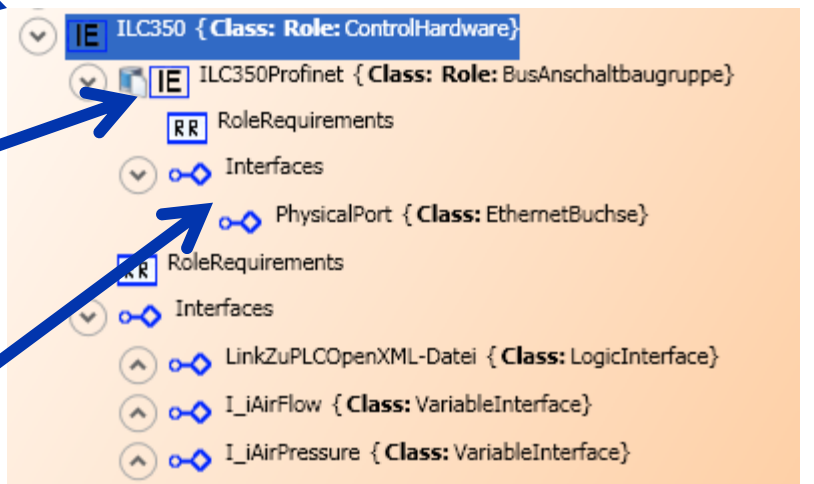 IE ILC350 {Class: Role: ControlHardware}
IE ILC350Profinet {Class: Role: BusAnschaltbaugruppe}
RR RoleRequirements
Interfaces
PhysicalPort {Class: EthernetBuchse}
RR RoleRequirements
Interfaces
LinkZuPLCOpenXML-Datei {Class: LogicInterface}
I_iAirFlow {Class: VariableInterface}
I_iAirPressure {Class: VariableInterface}